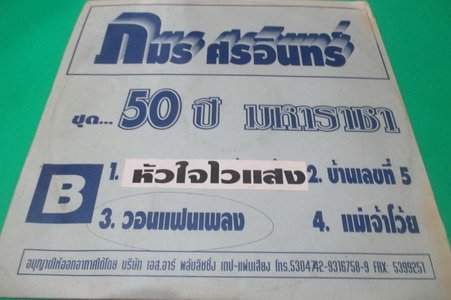 ภมร ศรอินทร์
ชุด... 50 ปี มหาราชา
B
1. หัวใจไวแสง 2. บ้านเลขที่ 5
3. วอนแฟนเพลง 4. แม่เจ้าโว้ย
อนุญาตให้ออกอากาศได้โดย บริษัท เอส.อาร์ พลับลิชชิ่ง เทป-แผ่นเสียง โทร.5304742-9316758-9 FAX: 5399251